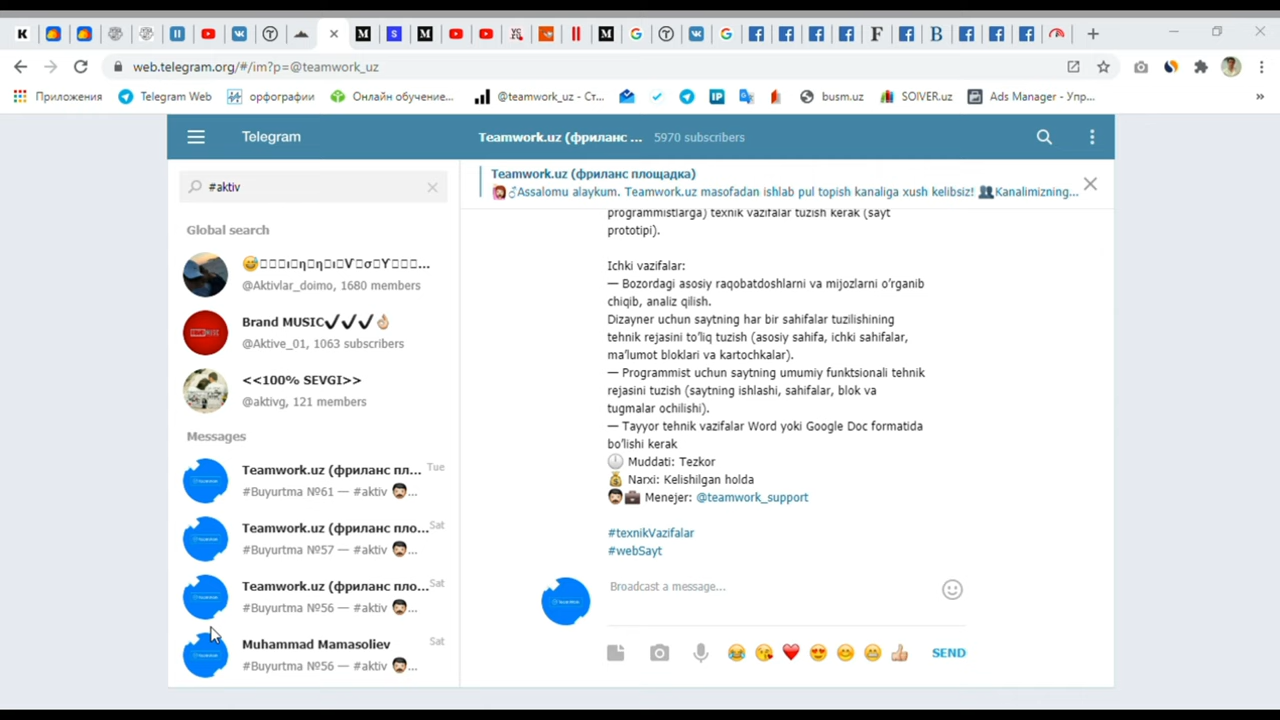 web.telegram.org/#/im?p=@teamwork_uz
Приложения
Telegram Web
орфографии
Онлайн обучение...
@teamwork_uz - Ст...
busm.uz
SOlVER.uz
Ads Manager - Упр...
»
Telegram
Teamwork.uz (фриланс ... 5970 subscribers
#aktiv
Teamwork.uz (фриланс площадка)
Assalomu alaykum. Teamwork.uz masofadan ishlab pul topish kanaliga xush kelibsiz! 👥Kanalimizning...
Global search
@Aktivlar_doimo, 1680 members
Brand MUSIC✔✔✔👌🏼
@Aktive_01, 1063 subscribers
<<100% SEVGI>>
@aktivg, 121 members
Messages
Teamwork.uz (фриланс пл... Tue
#Buyurtma №61 — #aktiv 👨🏻...
Teamwork.uz (фриланс пло... Sat
#Buyurtma №57 — #aktiv 👨🏻...
Teamwork.uz (фриланс пло... Sat
#Buyurtma №56 — #aktiv 👨🏻...
Muhammad Mamasoliev Sat
#Buyurtma №56 — #aktiv 👨🏻...
programmistlarga) texnik vazifalar tuzish kerak (sayt
prototipi).
Ichki vazifalar:
— Bozordagi asosiy raqobatdoshlarni va mijozlarni o’rganib
chiqib, analiz qilish.
Dizayner uchun saytning har bir sahifalar tuzilishining
tehnik rejasini to’liq tuzish (asosiy sahifa, ichki sahifalar,
ma’lumot bloklari va kartochkalar).
— Programmist uchun saytning umumiy funktsionali tehnik
rejasini tuzish (saytning ishlashi, sahifalar, blok va
tugmalar ochilishi).
— Tayyor tehnik vazifalar Word yoki Google Doc formatida
bo’lishi kerak
🕛 Muddati: Tezkor
💰 Narxi: Kelishilgan holda
👨🏻‍💼 Menejer: @teamwork_support
#texnikVazifalar
#webSayt
Broadcast a message...
SEND